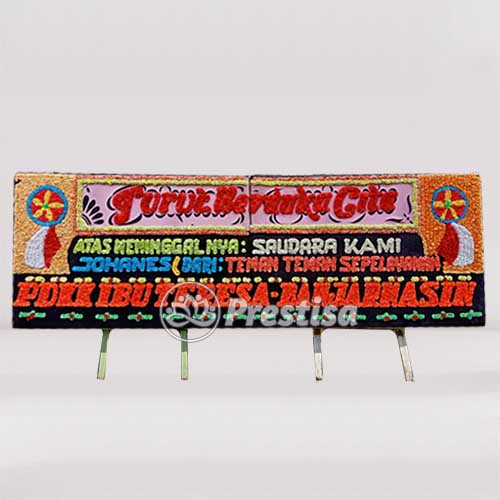 Turut Berduka Cita
ATAS MENINGGALNYA: SAUDARA KAMI
JOHANES ( DARI: TEMAN TEMAN SEPELAYANAN
PDKK IBU TERESA-BANJARMASIN
Prestisa